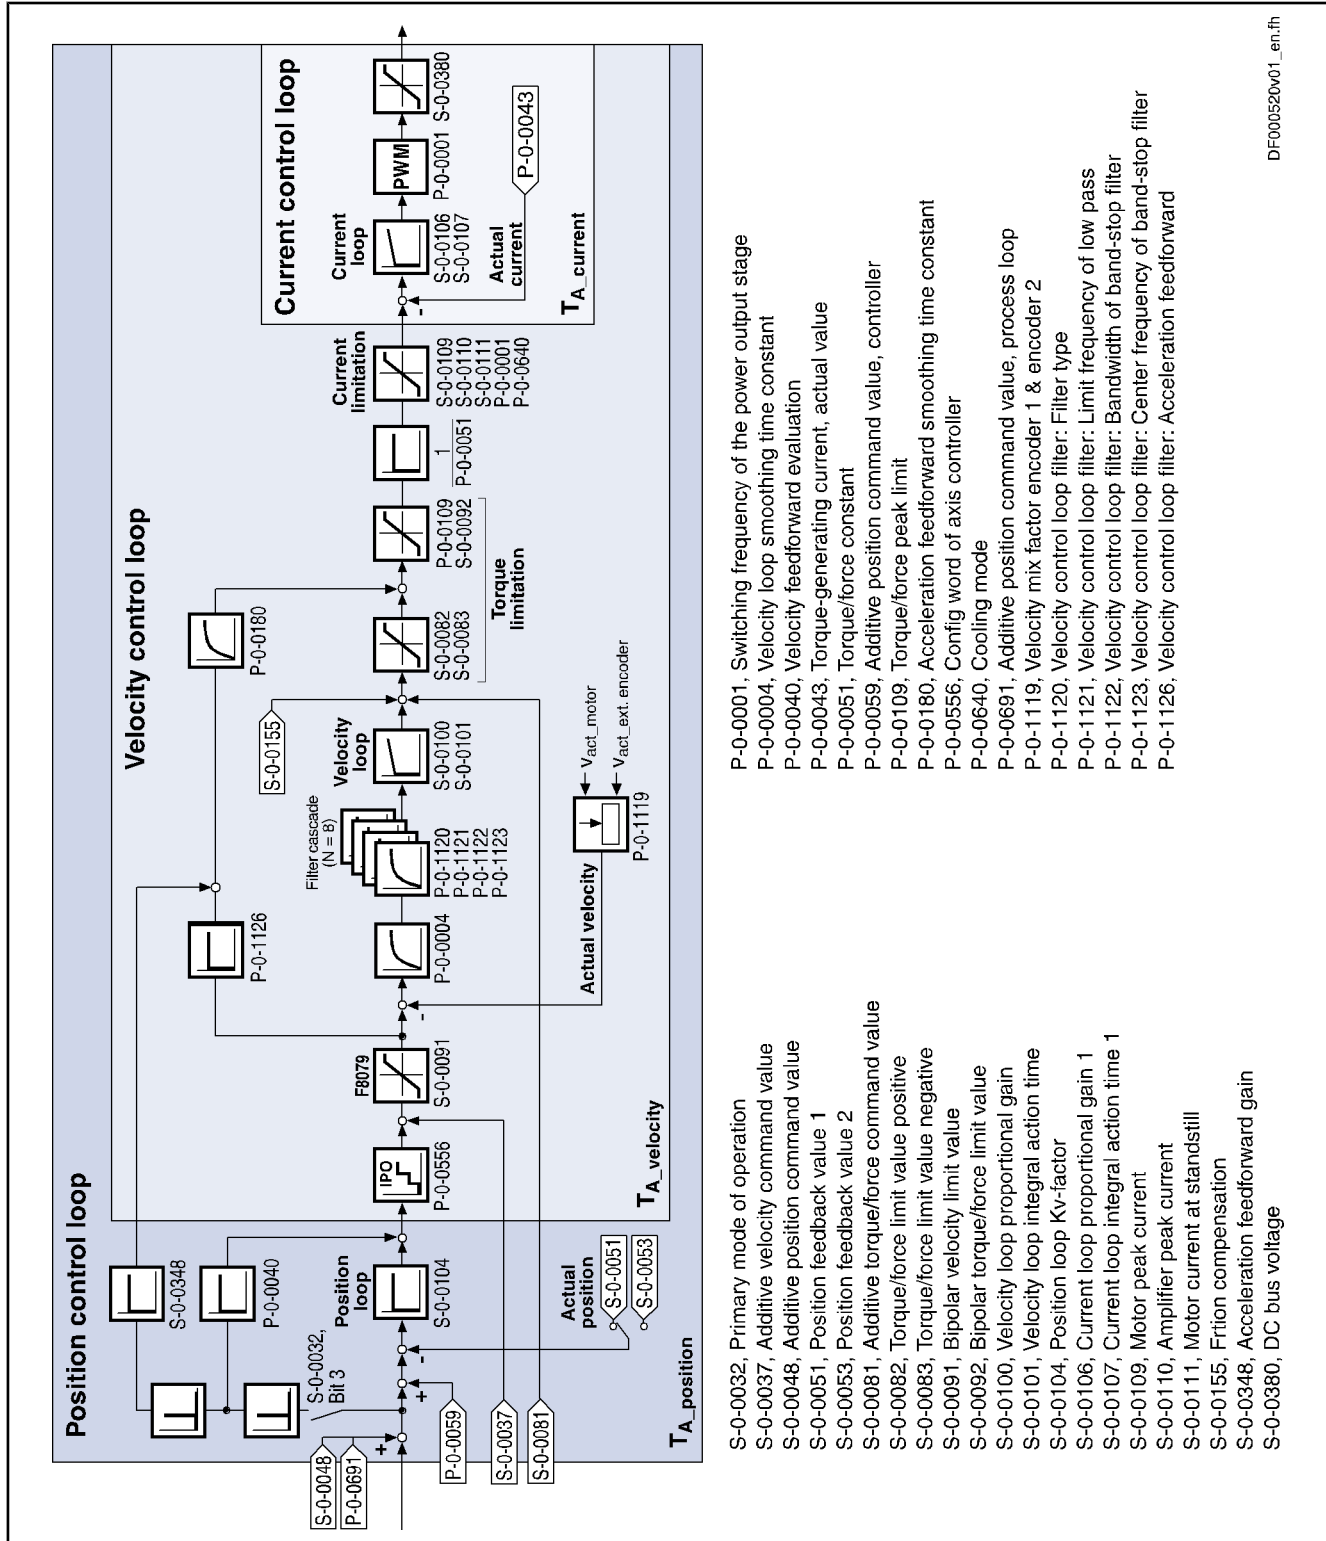 Position control loop
Velocity control loop
Current control loop
S-0-0348
P-0-0040
S-0-0032,
Bit 3
S-0-0048
P-0-0691
+
P-0-0059
+
S-0-0037
S-0-0081
Position
loop
S-0-0104
-
Actual
position
S-0-0051
S-0-0053
TA_position
P-0-1126
P-0-0180
IPO
P-0-0556
F8079
S-0-0091
-
P-0-0004
Filter cascade
(N = 8)
P-0-1120
P-0-1121
P-0-1122
P-0-1123
Velocity
loop
S-0-0100
S-0-0101
S-0-0155
S-0-0082
S-0-0083
P-0-0109
S-0-0092
Torque
limitation
1
P-0-0051
Current
limitation
S-0-0109
S-0-0110
S-0-0111
P-0-0001
P-0-0640
Actual velocity
vact_motor
vact_ext. encoder
P-0-1119
TA_velocity
-
Current
loop
S-0-0106
S-0-0107
PWM
P-0-0001
S-0-0380
Actual
current
P-0-0043
TA_current
S-0-0032, Primary mode of operation
S-0-0037, Additive velocity command value
S-0-0048, Additive position command value
S-0-0051, Position feedback value 1
S-0-0053, Position feedback value 2
S-0-0081, Additive torque/force command value
S-0-0082, Torque/force limit value positive
S-0-0083, Torque/force limit value negative
S-0-0091, Bipolar velocity limit value
S-0-0092, Bipolar torque/force limit value
S-0-0100, Velocity loop proportional gain
S-0-0101, Velocity loop integral action time
S-0-0104, Position loop Kv-factor
S-0-0106, Current loop proportional gain 1
S-0-0107, Current loop integral action time 1
S-0-0109, Motor peak current
S-0-0110, Amplifier peak current
S-0-0111, Motor current at standstill
S-0-0155, Frtion compensation
S-0-0348, Acceleration feedforward gain
S-0-0380, DC bus voltage
P-0-0001, Switching frequency of the power output stage
P-0-0004, Velocity loop smoothing time constant
P-0-0040, Velocity feedforward evaluation
P-0-0043, Torque-generating current, actual value
P-0-0051, Torque/force constant
P-0-0059, Additive position command value, controller
P-0-0109, Torque/force peak limit
P-0-0180, Acceleration feedforward smoothing time constant
P-0-0556, Config word of axis controller
P-0-0640, Cooling mode
P-0-0691, Additive position command value, process loop
P-0-1119, Velocity mix factor encoder 1 & encoder 2
P-0-1120, Velocity control loop filter: Filter type
P-0-1121, Velocity control loop filter: Limit frequency of low pass
P-0-1122, Velocity control loop filter: Bandwidth of band-stop filter
P-0-1123, Velocity control loop filter: Center frequency of band-stop filter
P-0-1126, Velocity control loop filter: Acceleration feedforward
DF000520v01_en.fh